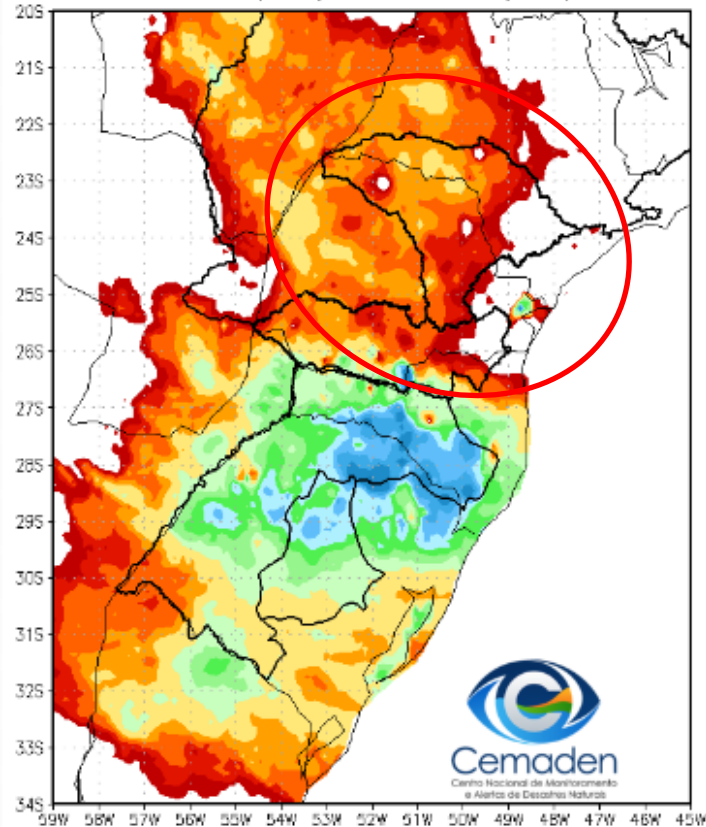 20S
21S
22S
23S
24S
25S
26S
27S
28S
29S
30S
31S
32S
33S
34S
59W 58W 57W 56W 55W 54W 53W 52W 51W 50W 49W 48W 47W 46W 45W
Cemaden
Centro Nacional de Monitoramento
e Alertas de Desastres Naturais